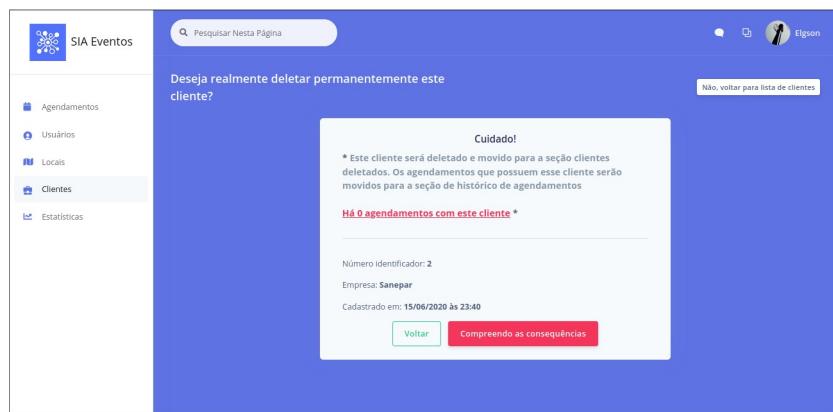 SIA Eventos
Pesquisar Nesta Página
Elgson
Deseja realmente deletar permanentemente este
cliente?
Não, voltar para lista de clientes
Agendamentos
Usuários
Locais
Clientes
Estatísticas
Cuidado!
* Este cliente será deletado e movido para a seção clientes
deletados. Os agendamentos que possuem esse cliente serão
movidos para a seção de histórico de agendamentos
Há 0 agendamentos com este cliente *
Número identificador: 2
Empresa: Sanepar
Cadastrado em: 15/06/2020 às 23:40
Voltar
Compreendo as consequências